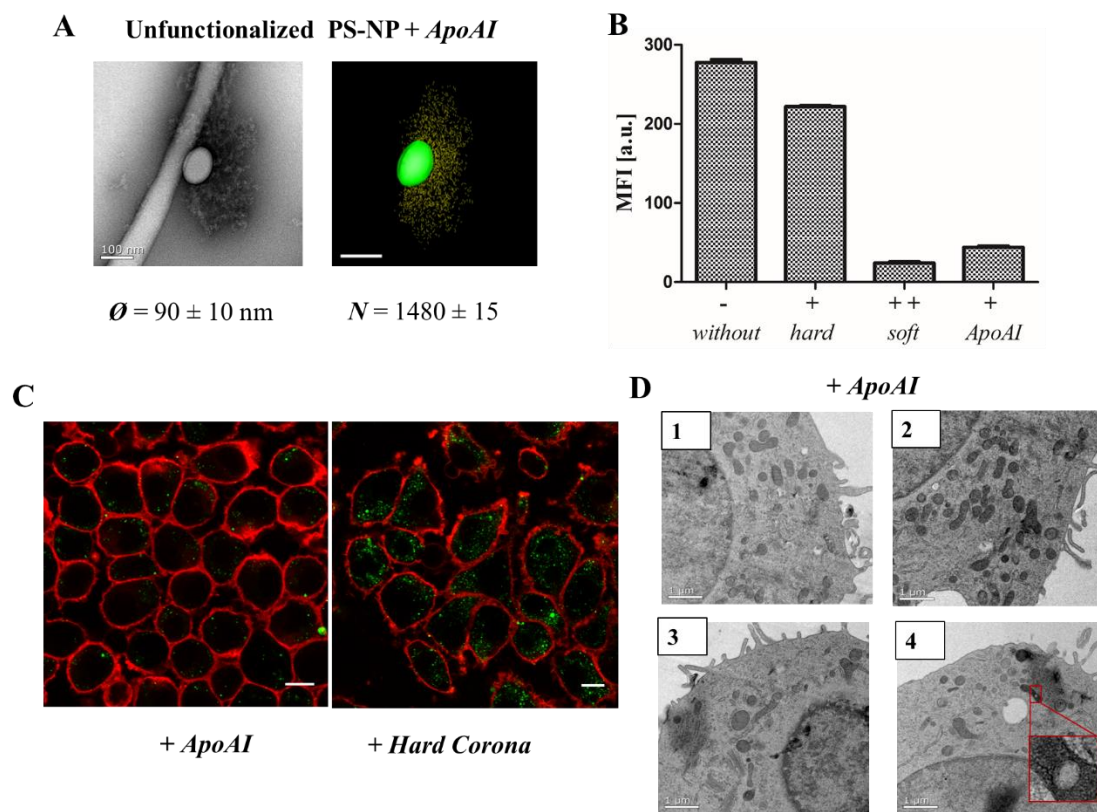 A
Unfunctionalized PS-NP + ApoAI
100 nm
Ø = 90 ± 10 nm
N = 1480 ± 15
B
MFI [a.u.]
300
200
100
0
- + + + +
without hard soft ApoAI
C
+ ApoAI
+ Hard Corona
D
+ ApoAI
1
1 µm
2
1 µm
3
1 µm
4
1 µm